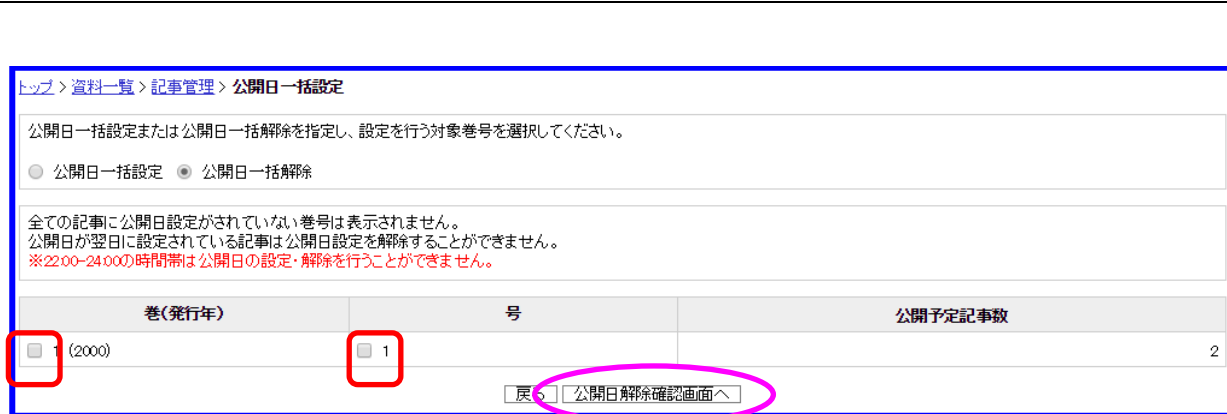 トップ > 資料一覧 > 記事管理 > 公開日一括設定
公開日一括設定または公開日一括解除を指定し、設定を行う対象巻号を選択してください。
公開日一括設定 公開日一括解除
全ての記事に公開日設定がされていない巻号は表示されません。
公開日が翌日に設定されている記事は公開日設定を解除することができません。
※22:00-24:00の時間帯は公開日の設定・解除を行うことができません。
巻(発行年) 号 公開予定記事数
1 (2000) 1 2
戻る 公開日解除確認画面へ